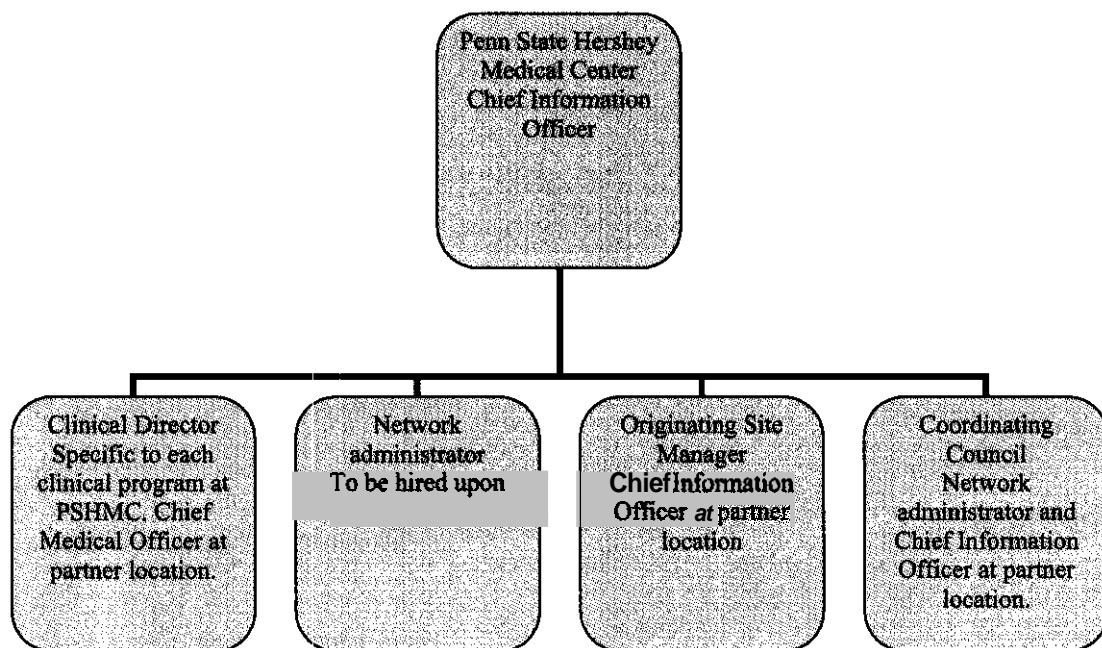 Penn State Hershey
Medical Center
Chief Information
Officer
Clinical Director
Specific to each
clinical program at
PSHMC. Chief
Medical Officer at
partner location.
Network
administrator
To be hired upon
Originating Site
Manager
Chief Information
Officer at partner
location
Coordinating
Council
Network
administrator and
Chief Information
Officer at partner
location.